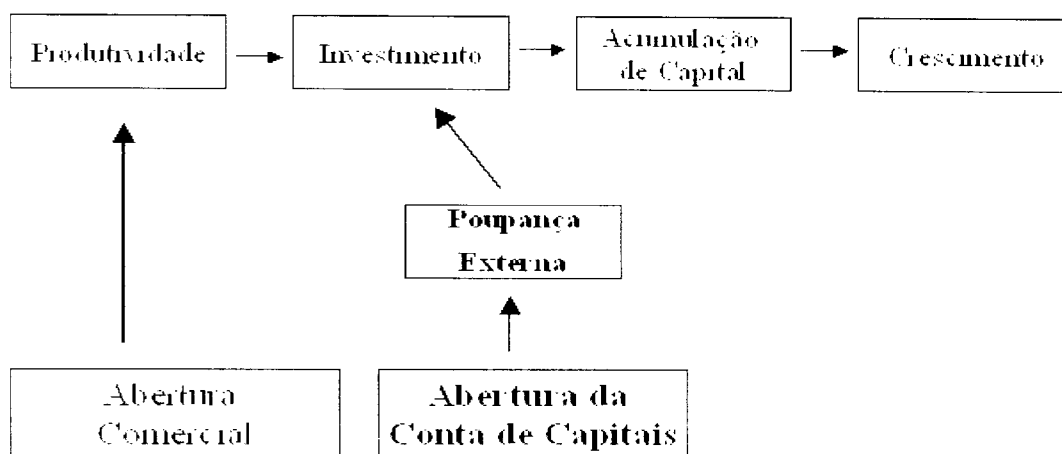 Produtividade
Investimento
Acumulação
de Capital
Crescimento
Poupança
Externa
Abertura
Comercial
Abertura da
Conta de Capitais